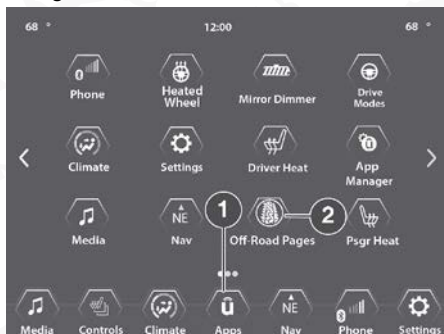 68 ° 12:00 68 °
Phone Heated Wheel Mirror Dimmer Drive Modes
Climate Settings Driver Heat App Manager
NE 1 2
Media Nav Off-Road Pages Psgr Heat
û NE
Media Controls Climate Apps Nav Phone Settings